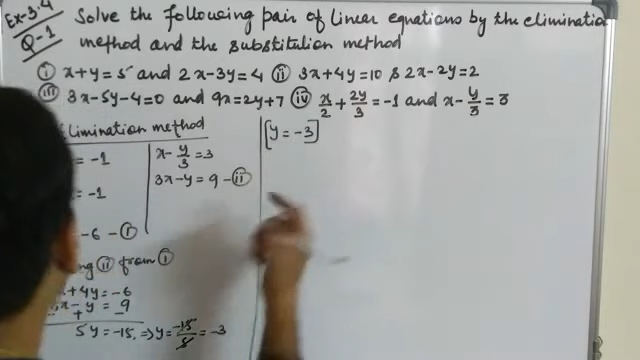 Ex-3.4
Q-1
Solve the following pair of linear equations by the elimination
method and the substitution method
(i) x+y=5 and 2x-3y=4 (ii) 3x+4y=10 & 2x-2y=2
(iii) 3x-5y-4=0 and 9x=2y+7 (iv) x/2+2y/3=-1 and x-y/3=3
Elimination method
= -1
= -1
-6 -(i)
x-y/3=3
3x-y=9-(ii)
[y=-3]
(ii) from (i)
+4y=-6
x-y=9
- + -
5y=-15 ⇒ y=-15/5=-3